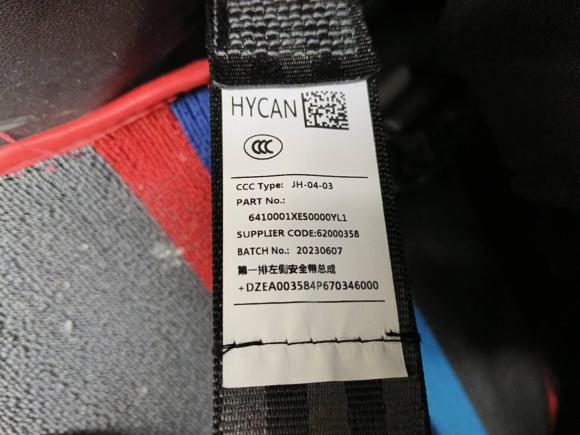 HYCAN
CCC
CCC Type: JH-04-03
PART No.:
6410001XES0000YL1
SUPPLIER CODE:62000358
BATCH No.: 20230607
第一排左侧安全带总成
+DZEA003584P670346000